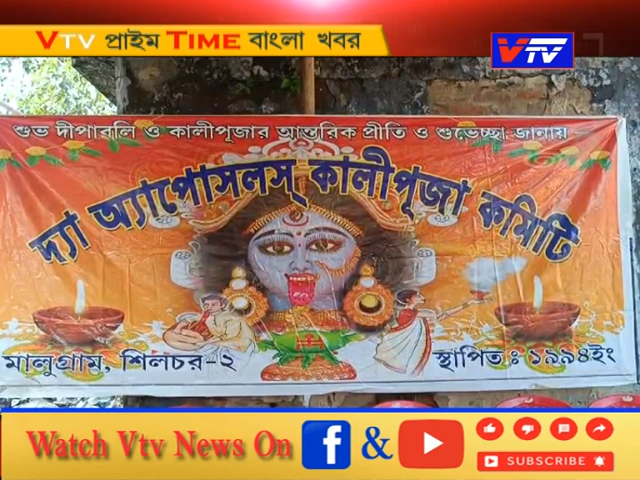 VTV প্রাইম TIME বাংলা খবর
VTV
শুভ দীপাবলি ও কালীপূজার আন্তরিক প্রীতি ও শুভেচ্ছা জানায় —
দ্যা অ্যাপোসলস্ কালীপূজা কমিটি
মালুগ্রাম, শিলচর-২
স্থাপিত : ১৯৯৪ইং
Watch Vtv News On f & 
SUBSCRIBE